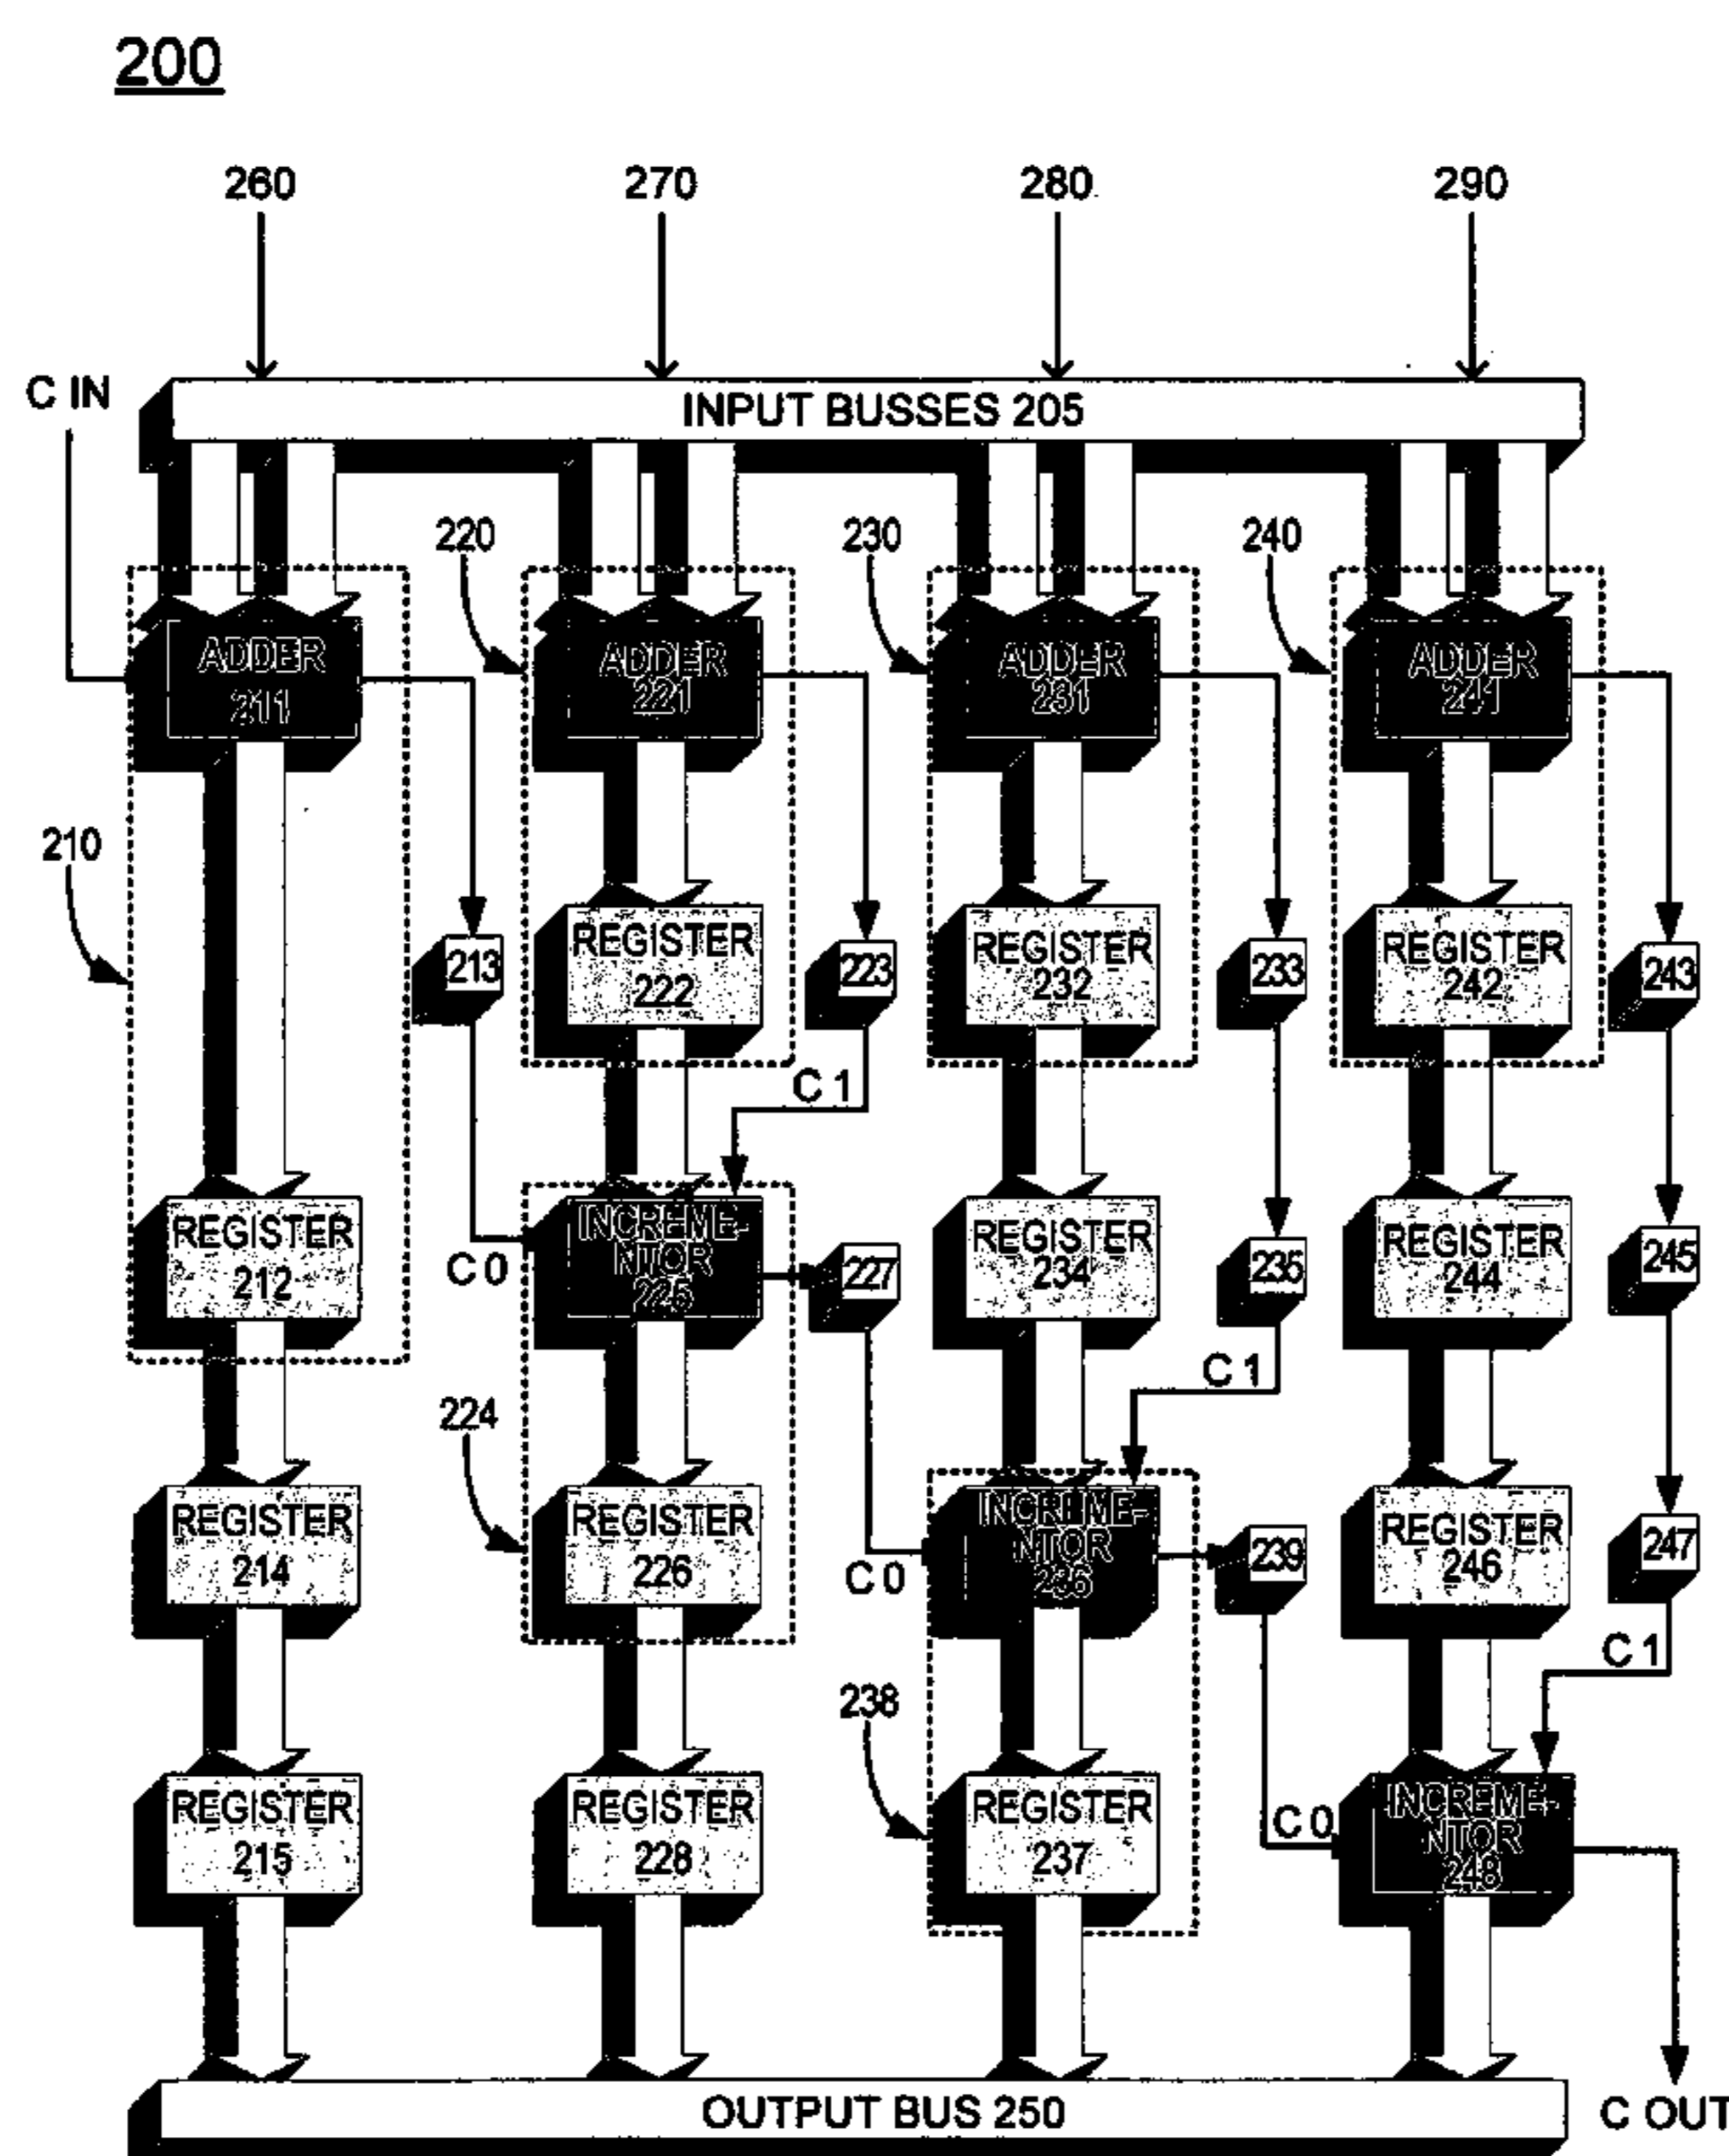 200
260 270 280 290
C IN
INPUT BUSSES 205
220 230 240
ADDER
211
ADDER
221
ADDER
231
ADDER
241
210
213
REGISTER
222
223
REGISTER
232
233
REGISTER
242
243
C 1
REGISTER
212
C 0
INCREME-
NTOR
225
227
REGISTER
234
235
REGISTER
244
245
C 1
224
REGISTER
214
REGISTER
226
C 0
INCREME-
NTOR
236
239
REGISTER
246
247
C 1
238
REGISTER
215
REGISTER
228
REGISTER
237
C 0
INCREME-
NTOR
248
OUTPUT BUS 250
C OUT